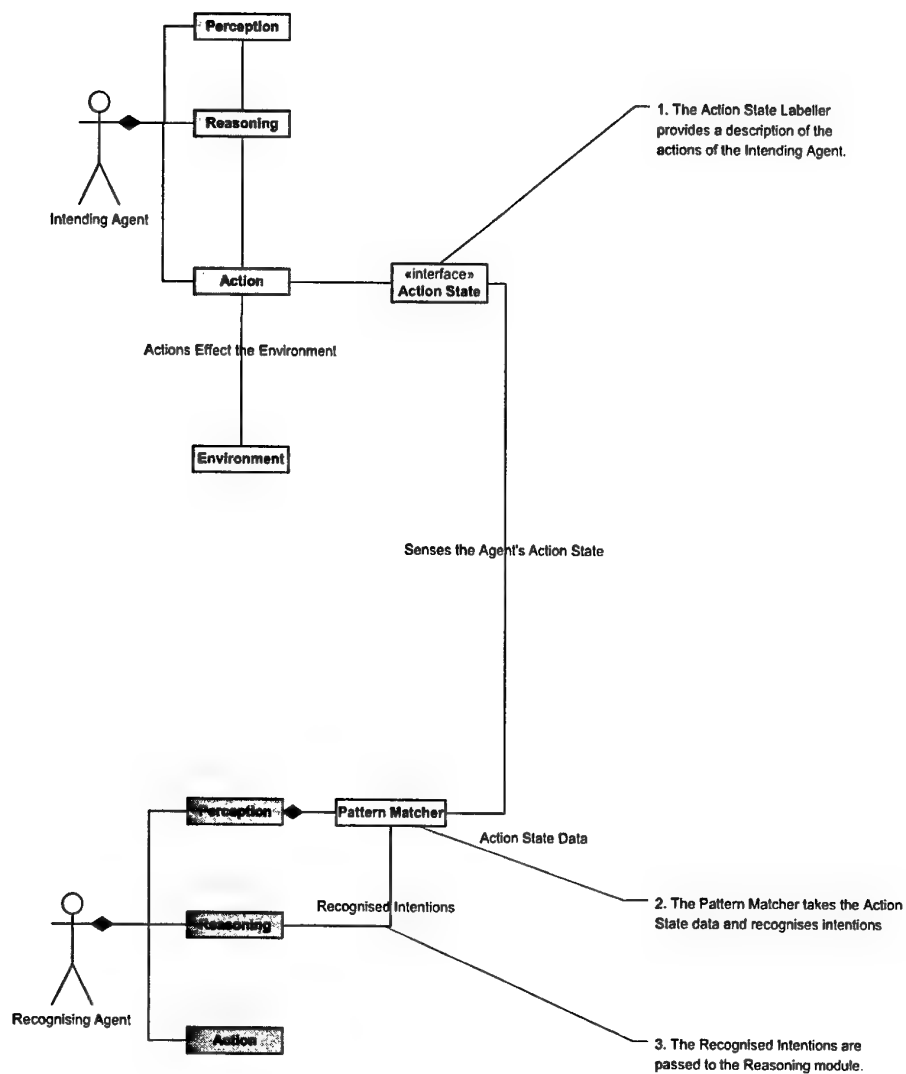 Perception
Reasoning
1. The Action State Labeller
provides a description of the
actions of the Intending Agent.
Intending Agent
Action
«interface»
Action State
Actions Effect the Environment
Environment
Senses the Agent's Action State
Perception
Pattern Matcher
Action State Data
Recognised Intentions
2. The Pattern Matcher takes the Action
State data and recognises intentions
Reasoning
Recognising Agent
Action
3. The Recognised Intentions are
passed to the Reasoning module.